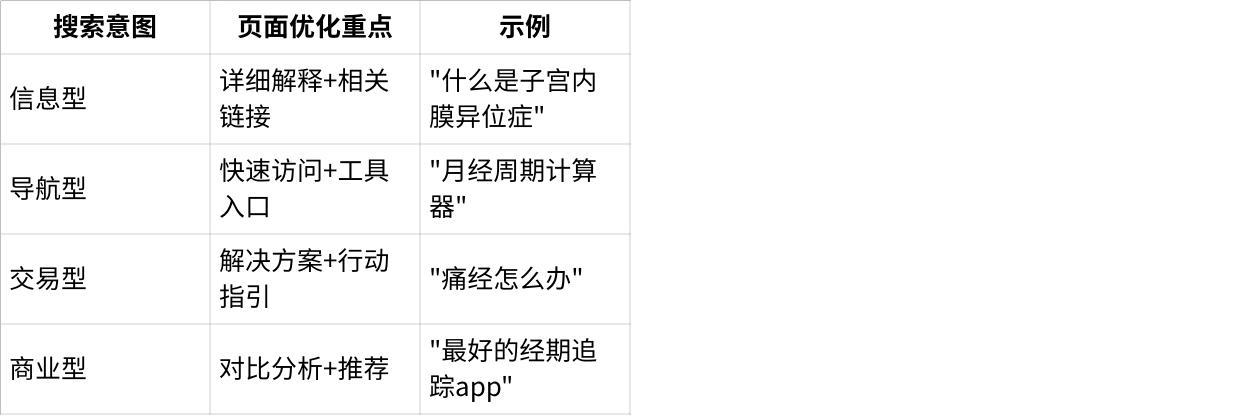 搜索意图 页面优化重点 示例
信息型
详细解释+相关
链接
"什么是子宫内
膜异位症"
导航型
快速访问+工具
入口
"月经周期计算
器"
交易型
解决方案+行动
指引
"痛经怎么办"
商业型
对比分析+推荐
"最好的经期追
踪app"